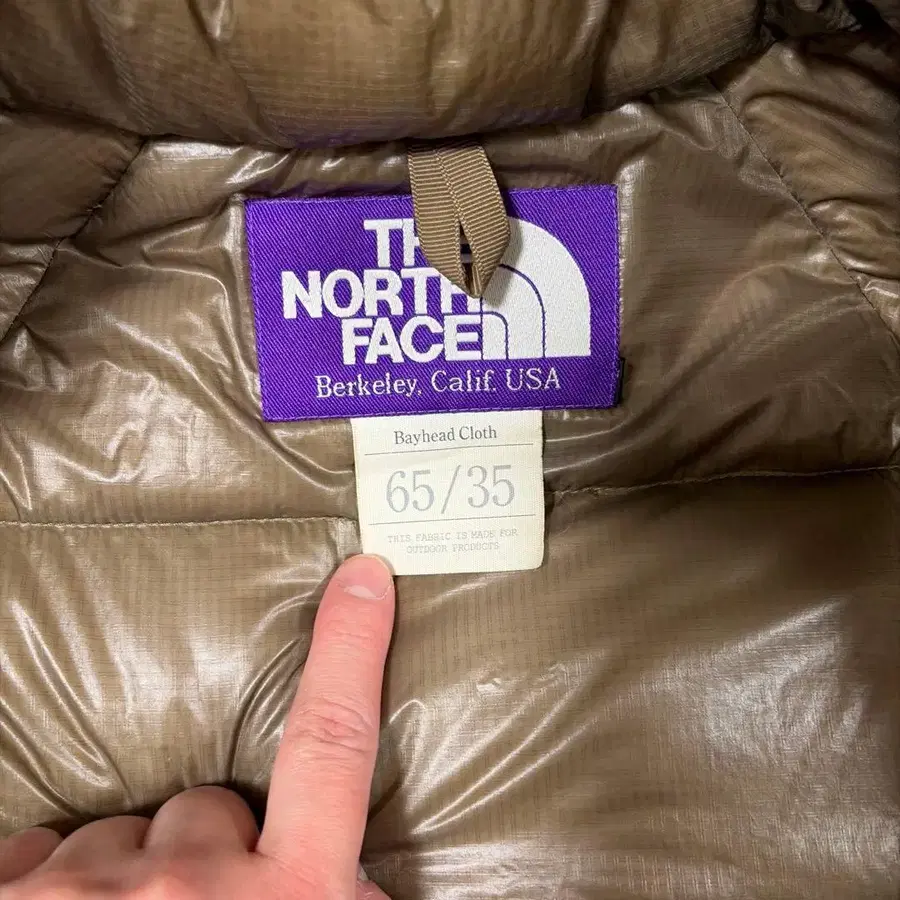 THE
NORTH
FACE
Berkeley, Calif. USA
Bayhead Cloth
65/35
THIS FABRIC IS MADE FOR
OUTDOOR PRODUCTS